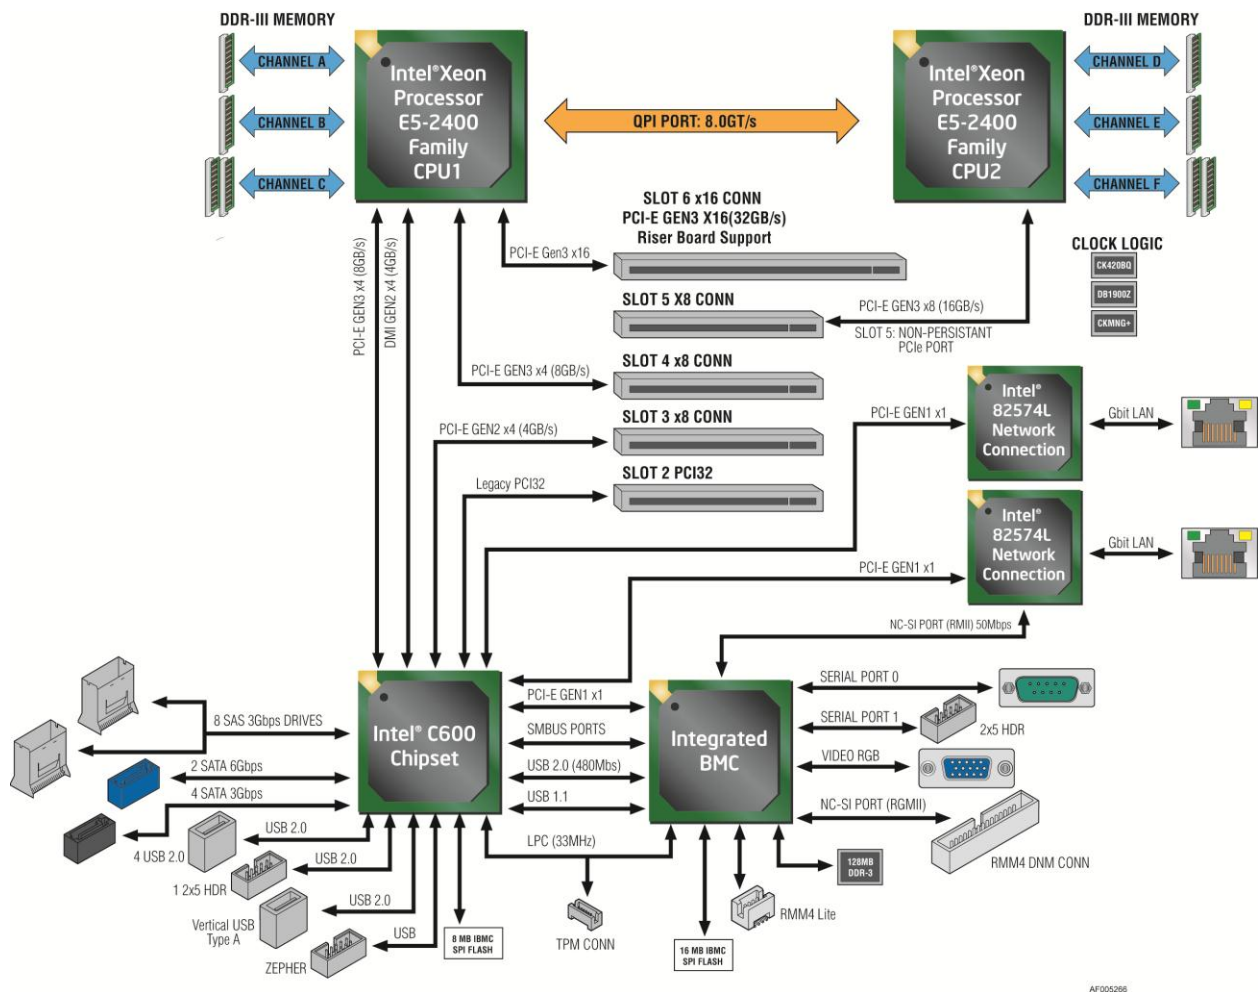 DDR-III MEMORY
DDR-III MEMORY
CHANNEL A
CHANNEL B
CHANNEL C
Intel®Xeon
Processor
E5-2400
Family
CPU1
QPI PORT: 8.0GT/s
Intel®Xeon
Processor
E5-2400
Family
CPU2
CHANNEL D
CHANNEL E
CHANNEL F
SLOT 6 x16 CONN
PCI-E GEN3 X16(32GB/s)
Riser Board Support
PCI-E Gen3 x16
PCI-E GEN3 x4 (8GB/s)
DMI GEN2 x4 (4GB/s)
CLOCK LOGIC
CK420BQ
DB1900Z
CKMNG+
SLOT 5 X8 CONN
PCI-E GEN3 x8 (16GB/s)
SLOT 5: NON-PERSISTANT
PCIe PORT
SLOT 4 x8 CONN
PCI-E GEN3 x4 (8GB/s)
SLOT 3 x8 CONN
PCI-E GEN2 x4 (4GB/s)
SLOT 2 PCI32
Legacy PCI32
PCI-E GEN1 x1
Intel®
82574L
Network
Connection
Gbit LAN
PCI-E GEN1 x1
Intel®
82574L
Network
Connection
Gbit LAN
NC-SI PORT (RMII) 50Mbps
8 SAS 3Gbps DRIVES
2 SATA 6Gbps
4 SATA 3Gbps
Intel® C600
Chipset
PCI-E GEN1 x1
SMBUS PORTS
USB 2.0 (480Mbs)
USB 1.1
LPC (33MHz)
Integrated
BMC
SERIAL PORT 0
SERIAL PORT 1
2x5 HDR
VIDEO RGB
NC-SI PORT (RGMII)
RMM4 DNM CONN
USB 2.0
4 USB 2.0
USB 2.0
1 2x5 HDR
USB 2.0
Vertical USB
Type A
USB
ZEPHER
8 MB IBMC
SPI FLASH
TPM CONN
16 MB IBMC
SPI FLASH
RMM4 Lite
128MB
DDR-3
AF005266